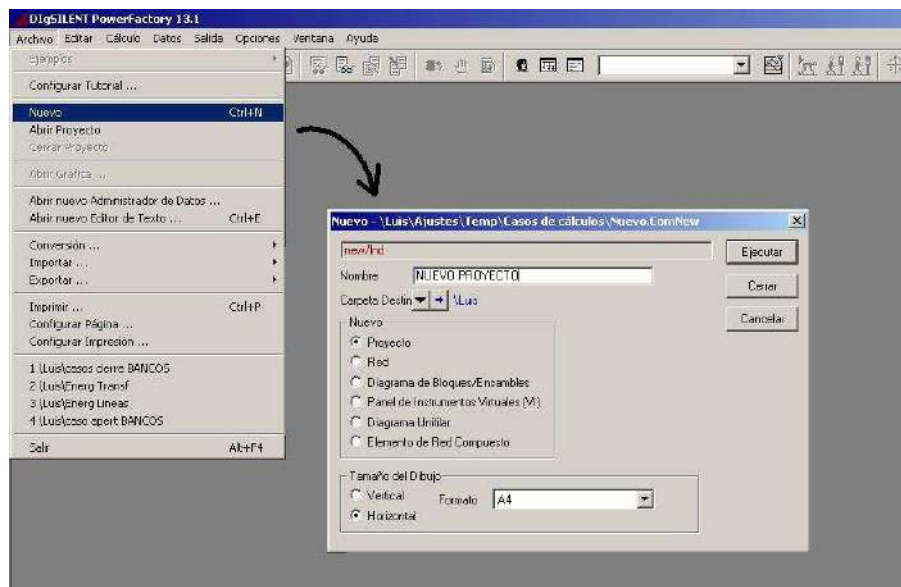 DIgSILENT PowerFactory 13.1
Archivo Editar Cálculo Datos Salida Opciones Ventana Ayuda
Ejemplos
Configurar Tutorial ...
Nuevo Ctrl+N
Abrir Proyecto
Cerrar Proyecto
Abrir Gráfica ...
Abrir nuevo Administrador de Datos ...
Abrir nuevo Editor de Texto ... Ctrl+E
Conversión ...
Importar ...
Exportar ...
Imprimir ... Ctrl+P
Configurar Página ...
Configurar Impresión ...
1 \Luis\casos cierre BANCOS
2 \Luis\Energ Transf
3 \Luis\Energ Lineas
4 \Luis\caso apert BANCOS
Salir Alt+F4
Nuevo - \Luis\Ajustes\Temp\Casos de cálculos\Nuevo.ComNew
new/ind
Ejecutar
Nombre NUEVO PROYECTO
Cerrar
Carpeta Destin \Luis
Cancelar
Nuevo
Proyecto
Red
Diagrama de Bloques/Ensambles
Panel de Instrumentos Virtuales (VI)
Diagrama Unifilar
Elemento de Red Compuesto
Tamaño del Dibujo
Vertical
Formato A4
Horizontal